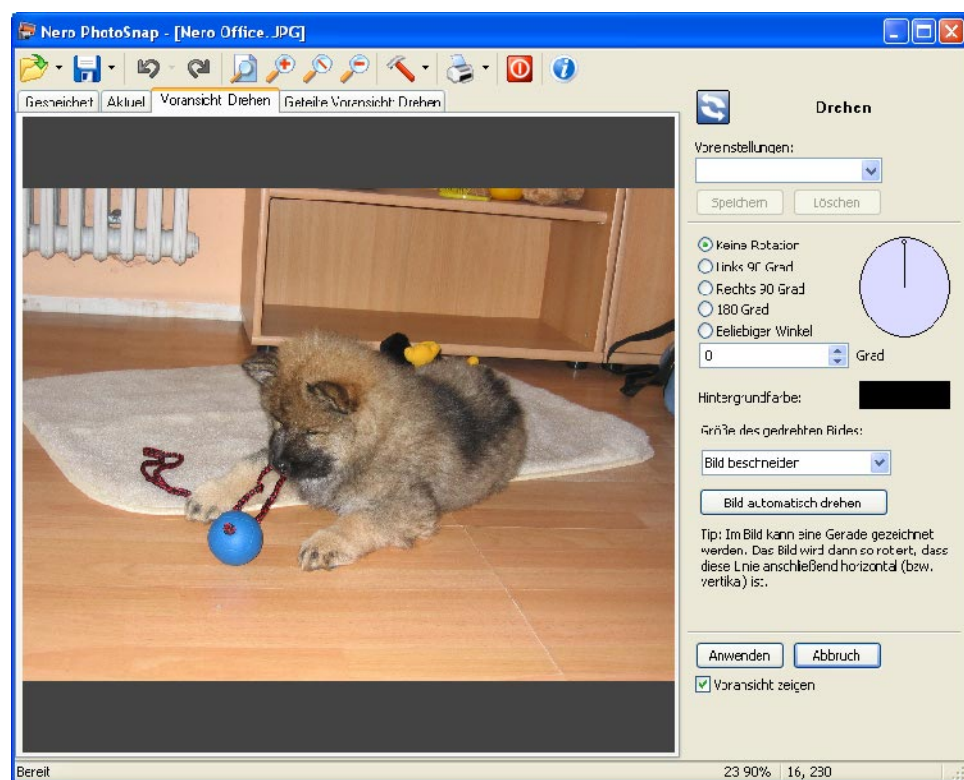 Nero PhotoSnap - [Nero Office.JPG]
Gespeichert Aktuell Voransicht: Drehen Geteilte Voransicht: Drehen
Drehen
Voreinstellungen:
Speichern Löschen
Keine Rotation
Links 90 Grad
Rechts 90 Grad
180 Grad
Beliebiger Winkel
0 Grad
Hintergrundfarbe:
Größe des gedrehten Bildes:
Bild beschneiden
Bild automatisch drehen
Tip: Im Bild kann eine Gerade gezeichnet
werden. Das Bild wird dann so rotiert, dass
diese Linie anschließend horizontal (bzw.
vertikal) ist.
Anwenden Abbruch
Voransicht zeigen
Bereit 23.90% 16, 230